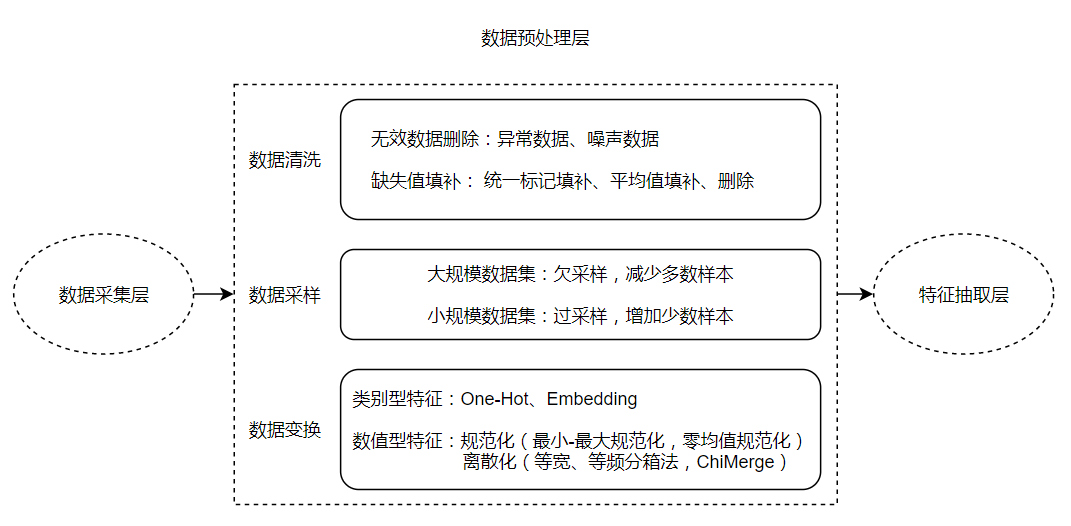 数据预处理层
数据采集层
数据清洗
无效数据删除：异常数据、噪声数据
缺失值填补： 统一标记填补、平均值填补、删除
数据采样
大规模数据集：欠采样，减少多数样本
小规模数据集：过采样，增加少数样本
数据变换
类别型特征：One-Hot、Embedding
数值型特征：规范化（最小-最大规范化，零均值规范化）
离散化（等宽、等频分箱法，ChiMerge）
特征抽取层